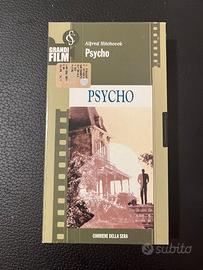 GRANDI
FILM
Alfred Hitchcock
Psycho
PSYCHO
CORRIERE DELLA SERA
subito